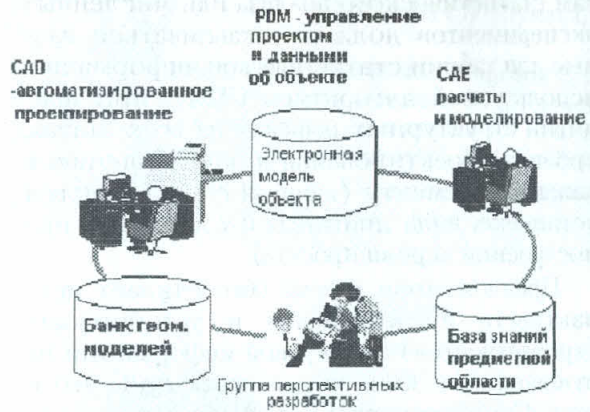 PDM - управление
проектом
и данными
об объекте
CAD
-автоматизированное
проектирование
CAE
расчеты
и моделирование
Электронная
модель
объекта
Банк геом.
моделей
База знаний
предметной
области
Группа перспективных
разработок